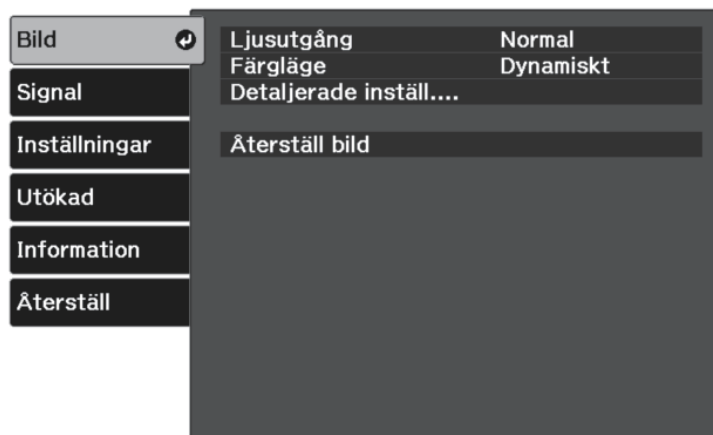 Bild
Signal
Inställningar
Utökad
Information
Återställ
Ljusutgång Normal
Färgläge Dynamiskt
Detaljerade inställ....
Återställ bild